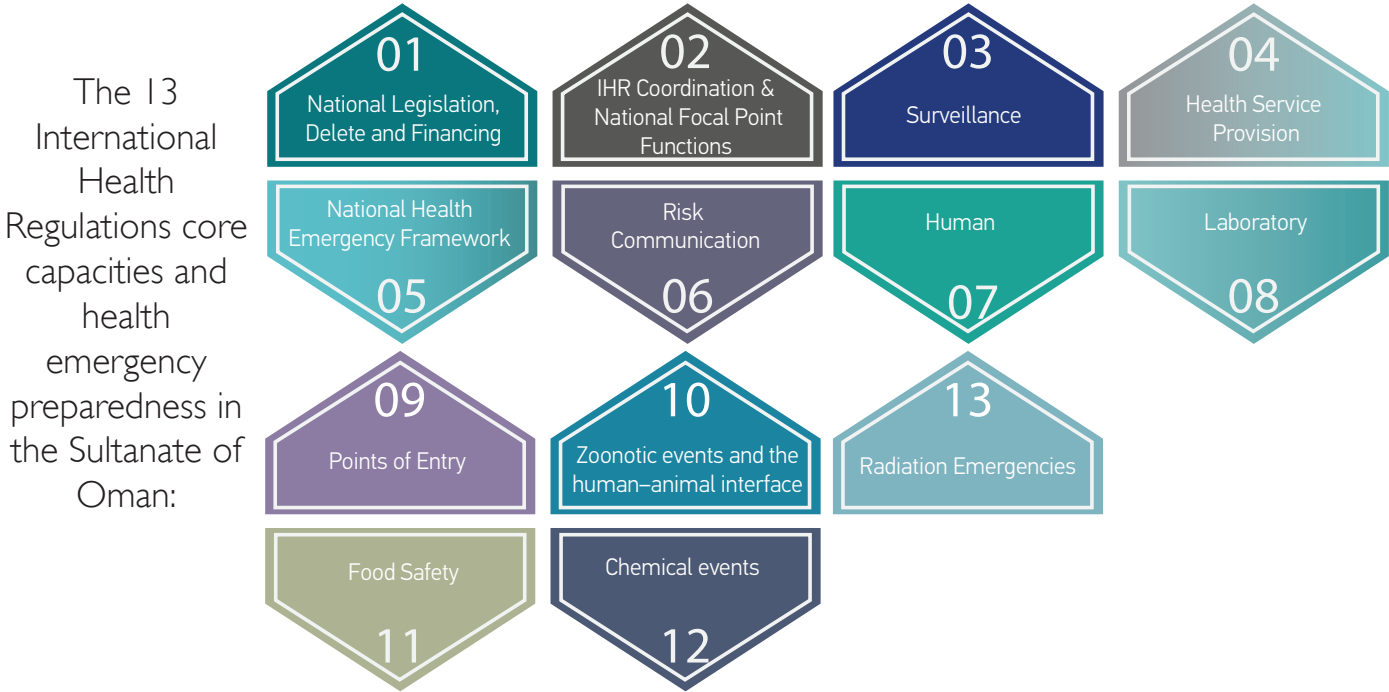 The 13
International
Health
Regulations core
capacities and
health
emergency
preparedness in
the Sultanate of
Oman:
01
National Legislation,
Delete and Financing
02
IHR Coordination &
National Focal Point
Functions
03
Surveillance
04
Health Service
Provision
National Health
Emergency Framework
05
Risk
Communication
06
Human
07
Laboratory
08
09
Points of Entry
10
Zoonotic events and the
human–animal interface
13
Radiation Emergencies
Food Safety
11
Chemical events
12